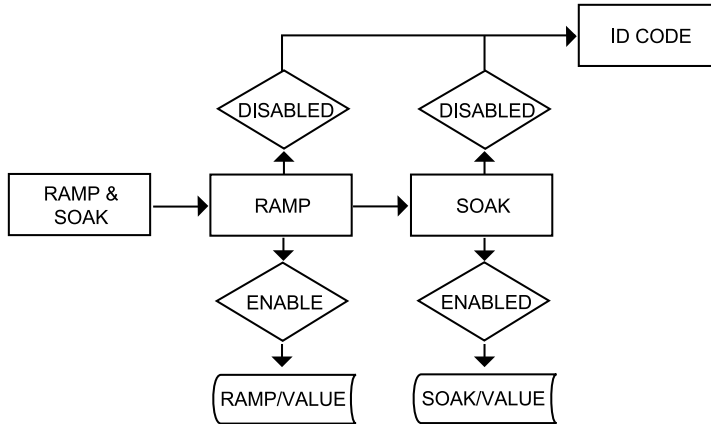 ID CODE
DISABLED
DISABLED
RAMP &
SOAK
RAMP
SOAK
ENABLE
ENABLED
RAMP/VALUE
SOAK/VALUE